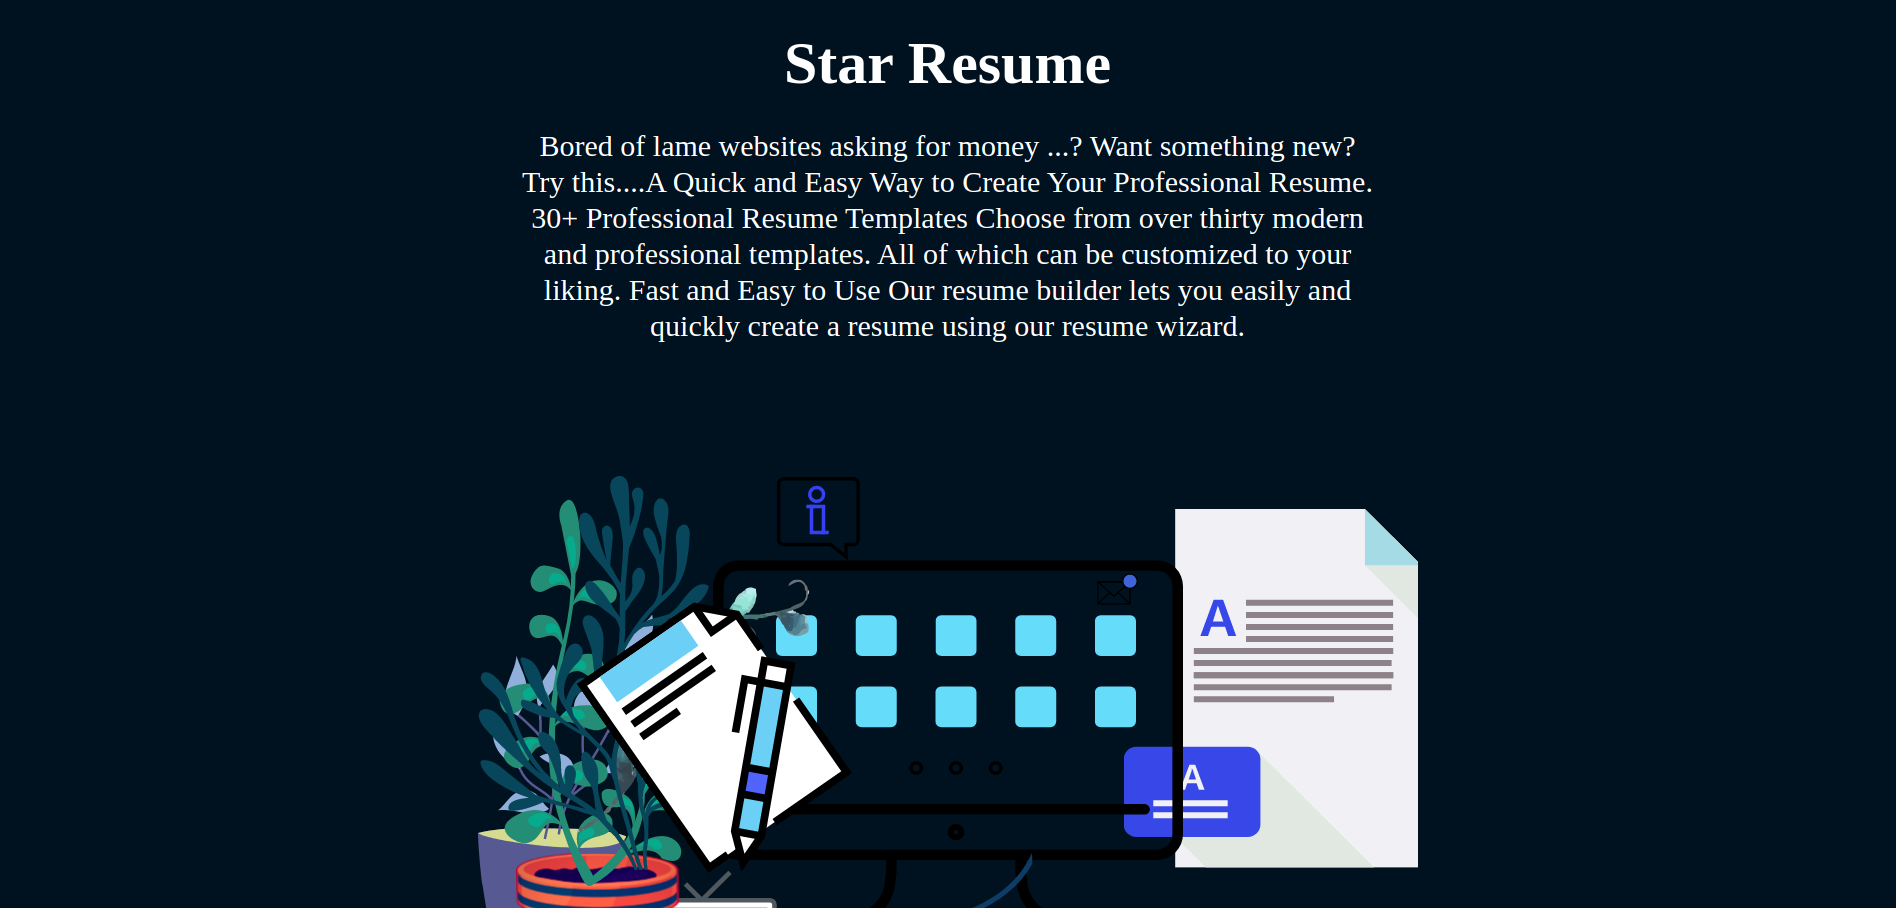 Star Resume
Bored of lame websites asking for money ...? Want something new?
Try this....A Quick and Easy Way to Create Your Professional Resume.
30+ Professional Resume Templates Choose from over thirty modern
and professional templates. All of which can be customized to your
liking. Fast and Easy to Use Our resume builder lets you easily and
quickly create a resume using our resume wizard.
i
A
A